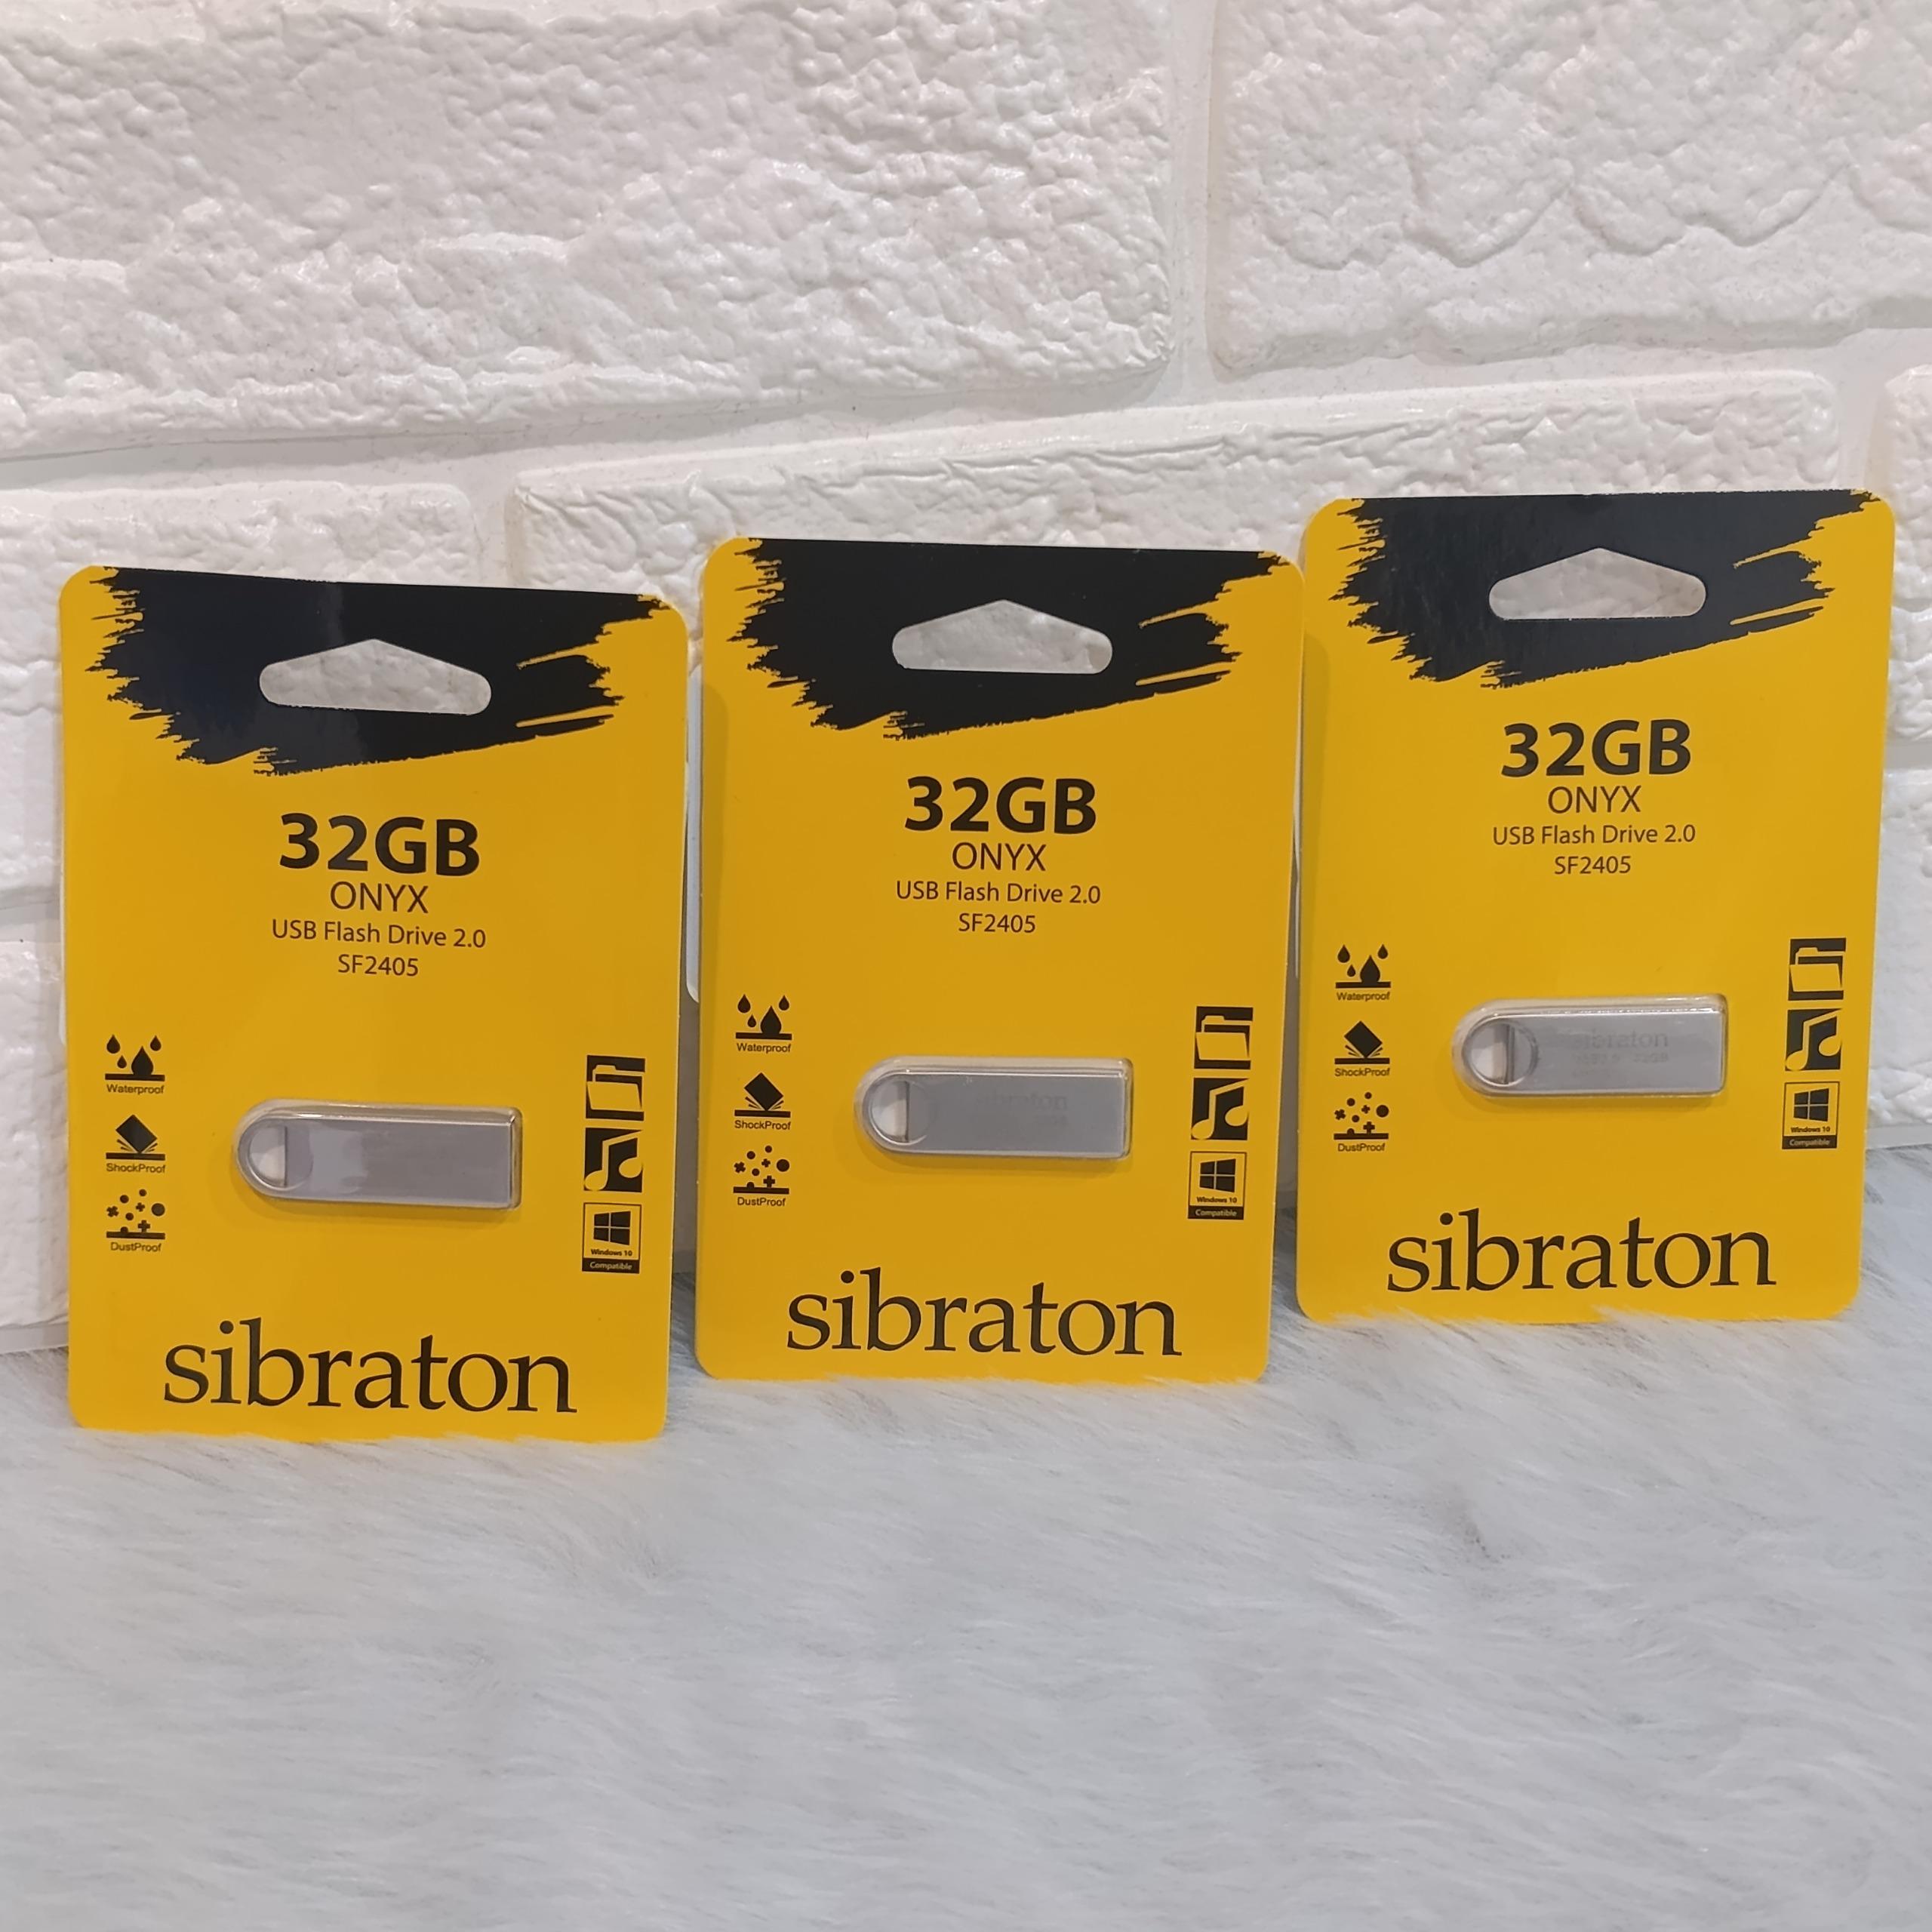 32GB
ONYX
USB Flash Drive 2.0
SF2405
Waterproof
ShockProof
DustProof
Windows 10
Compatible
sibraton
32GB
ONYX
USB Flash Drive 2.0
SF2405
Waterproof
ShockProof
DustProof
Windows 10
Compatible
sibraton
32GB
ONYX
USB Flash Drive 2.0
SF2405
Waterproof
ShockProof
DustProof
sibraton
Windows 10
Compatible
sibraton